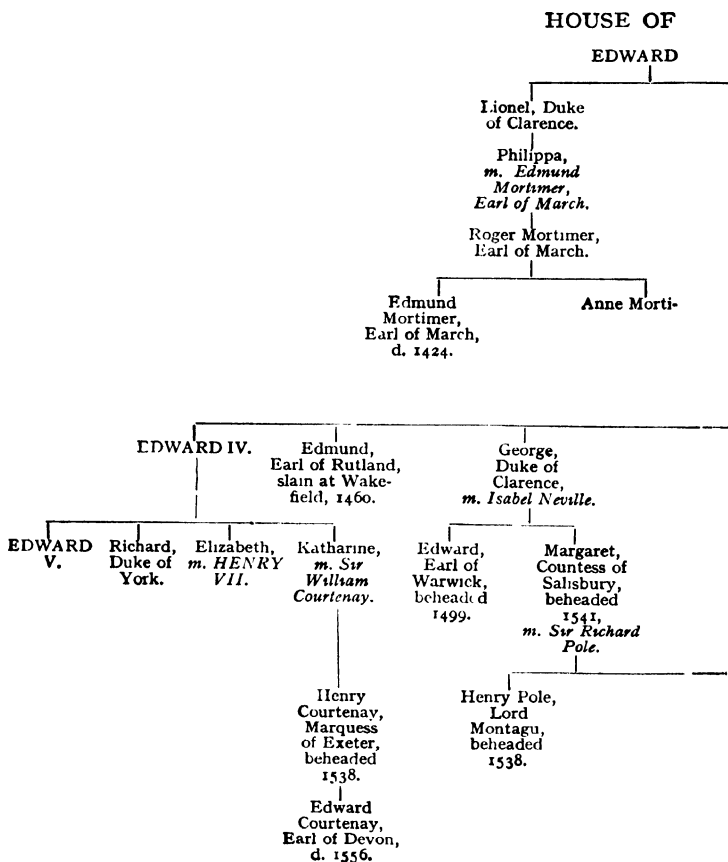 HOUSE OF
EDWARD
Lionel, Duke
of Clarence.
Philippa,
m. Edmund
Mortimer,
Earl of March.
Roger Mortimer,
Earl of March.
Edmund
Mortimer,
Earl of March,
d. 1424.
Anne Morti-
EDWARD IV.
Edmund,
Earl of Rutland,
slain at Wake-
field, 1460.
George,
Duke of
Clarence,
m. Isabel Neville.
EDWARD
V.
Richard,
Duke of
York.
Elizabeth,
m. HENRY
VII.
Katharine,
m. Sir
William
Courtenay.
Edward,
Earl of
Warwick,
beheaded
1499.
Margaret,
Countess of
Salisbury,
beheaded
1541,
m. Sir Richard
Pole.
Henry
Courtenay,
Marquess
of Exeter,
beheaded
1538.
Henry Pole,
Lord
Montagu,
beheaded
1538.
Edward
Courtenay,
Earl of Devon,
d. 1556.